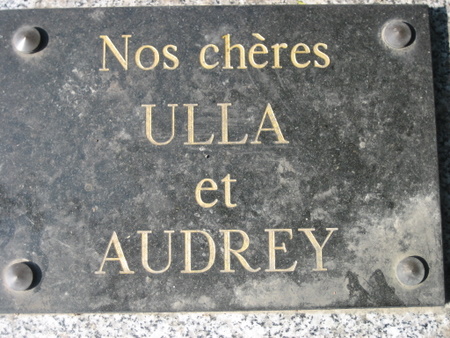 Nos chères
ULLA
et
AUDREY